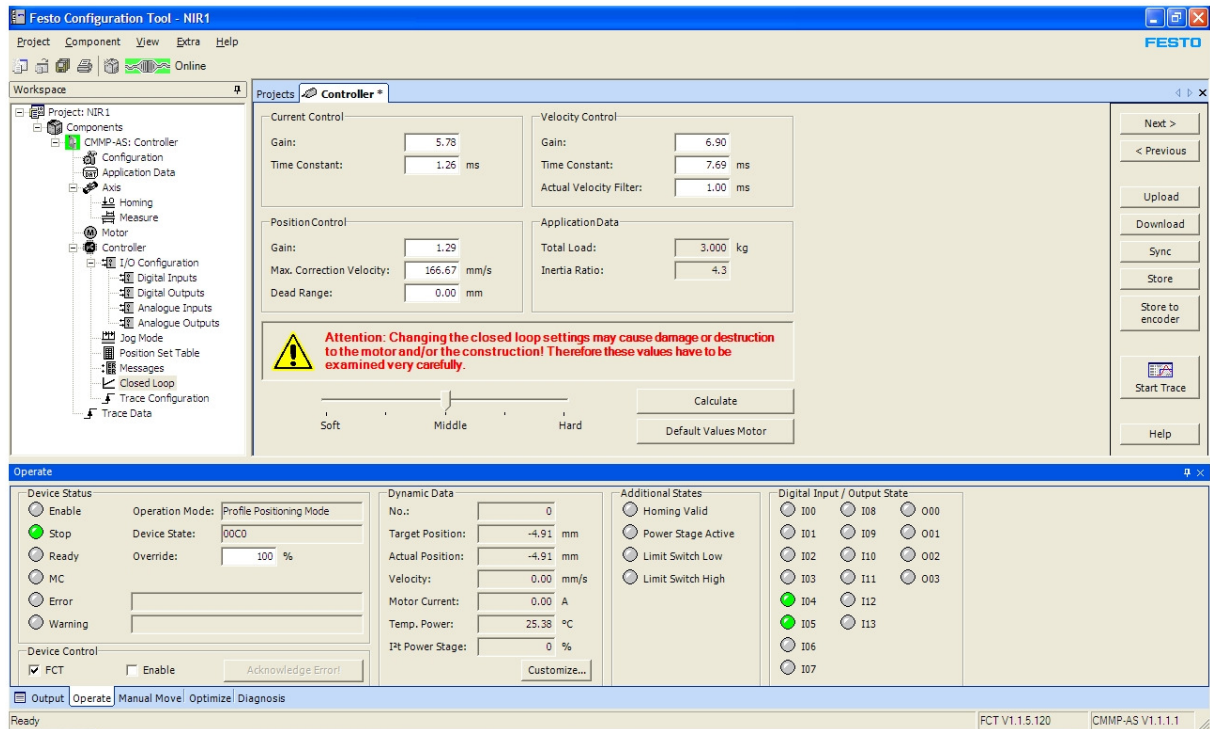 Festo Configuration Tool - NIR1
Project Component View Extra Help
FESTO
Online
Workspace
Project: NIR1
Components
CMMP-AS: Controller
Configuration
Application Data
Axis
Homing
Measure
Motor
Controller
I/O Configuration
Digital Inputs
Digital Outputs
Analogue Inputs
Analogue Outputs
Jog Mode
Position Set Table
Messages
Closed Loop
Trace Configuration
Trace Data
Projects Controller *
Current Control
Gain: 5.78
Time Constant: 1.26 ms
Velocity Control
Gain: 6.90
Time Constant: 7.69 ms
Actual Velocity Filter: 1.00 ms
Position Control
Gain: 1.29
Max. Correction Velocity: 166.67 mm/s
Dead Range: 0.00 mm
Application Data
Total Load: 3.000 kg
Inertia Ratio: 4.3
Attention: Changing the closed loop settings may cause damage or destruction
to the motor and/or the construction! Therefore these values have to be
examined very carefully.
Soft Middle Hard
Calculate
Default Values Motor
Next >
< Previous
Upload
Download
Sync
Store
Store to
encoder
Start Trace
Help
Operate
Device Status
Enable Operation Mode: Profile Positioning Mode
Stop Device State: 00C0
Ready Override: 100 %
MC
Error
Warning
Device Control
FCT Enable Acknowledge Error!
Dynamic Data
No.: 0
Target Position: -4.91 mm
Actual Position: -4.91 mm
Velocity: 0.00 mm/s
Motor Current: 0.00 A
Temp. Power: 25.38 °C
I²t Power Stage: 0 %
Customize...
Additional States
Homing Valid
Power Stage Active
Limit Switch Low
Limit Switch High
Digital Input / Output State
I00 I08 O00
I01 I09 O01
I02 I10 O02
I03 I11 O03
I04 I12
I05 I13
I06
I07
Output Operate Manual Move Optimize Diagnosis
Ready
FCT V1.1.5.120 CMMP-AS V1.1.1.1